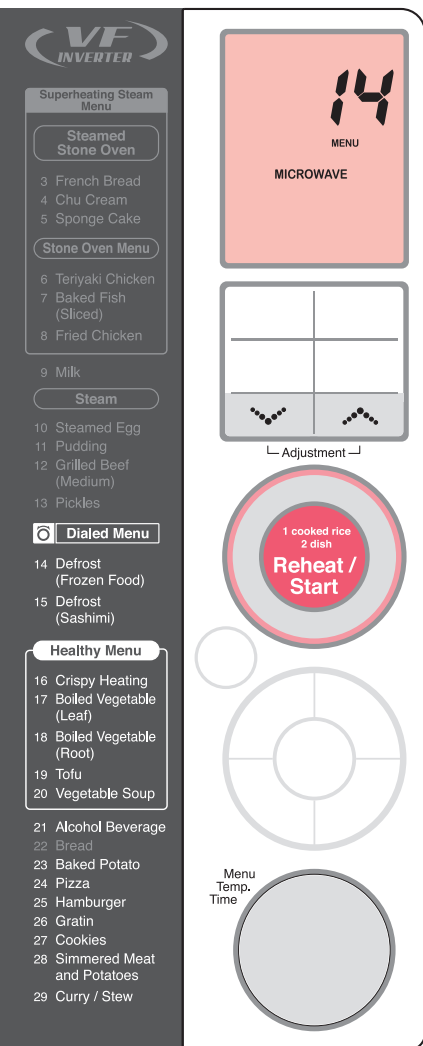 VF
INVERTER
Superheating Steam
Menu
Steamed
Stone Oven
3 French Bread
4 Chu Cream
5 Sponge Cake
Stone Oven Menu
6 Teriyaki Chicken
7 Baked Fish
(Sliced)
8 Fried Chicken
9 Milk
Steam
10 Steamed Egg
11 Pudding
12 Grilled Beef
(Medium)
13 Pickles
Dialed Menu
14 Defrost
(Frozen Food)
15 Defrost
(Sashimi)
Healthy Menu
16 Crispy Heating
17 Boiled Vegetable
(Leaf)
18 Boiled Vegetable
(Root)
19 Tofu
20 Vegetable Soup
21 Alcohol Beverage
22 Bread
23 Baked Potato
24 Pizza
25 Hamburger
26 Gratin
27 Cookies
28 Simmered Meat
and Potatoes
29 Curry / Stew
14
MENU
MICROWAVE
Adjustment
1 cooked rice
2 dish
Reheat /
Start
Menu
Temp.
Time